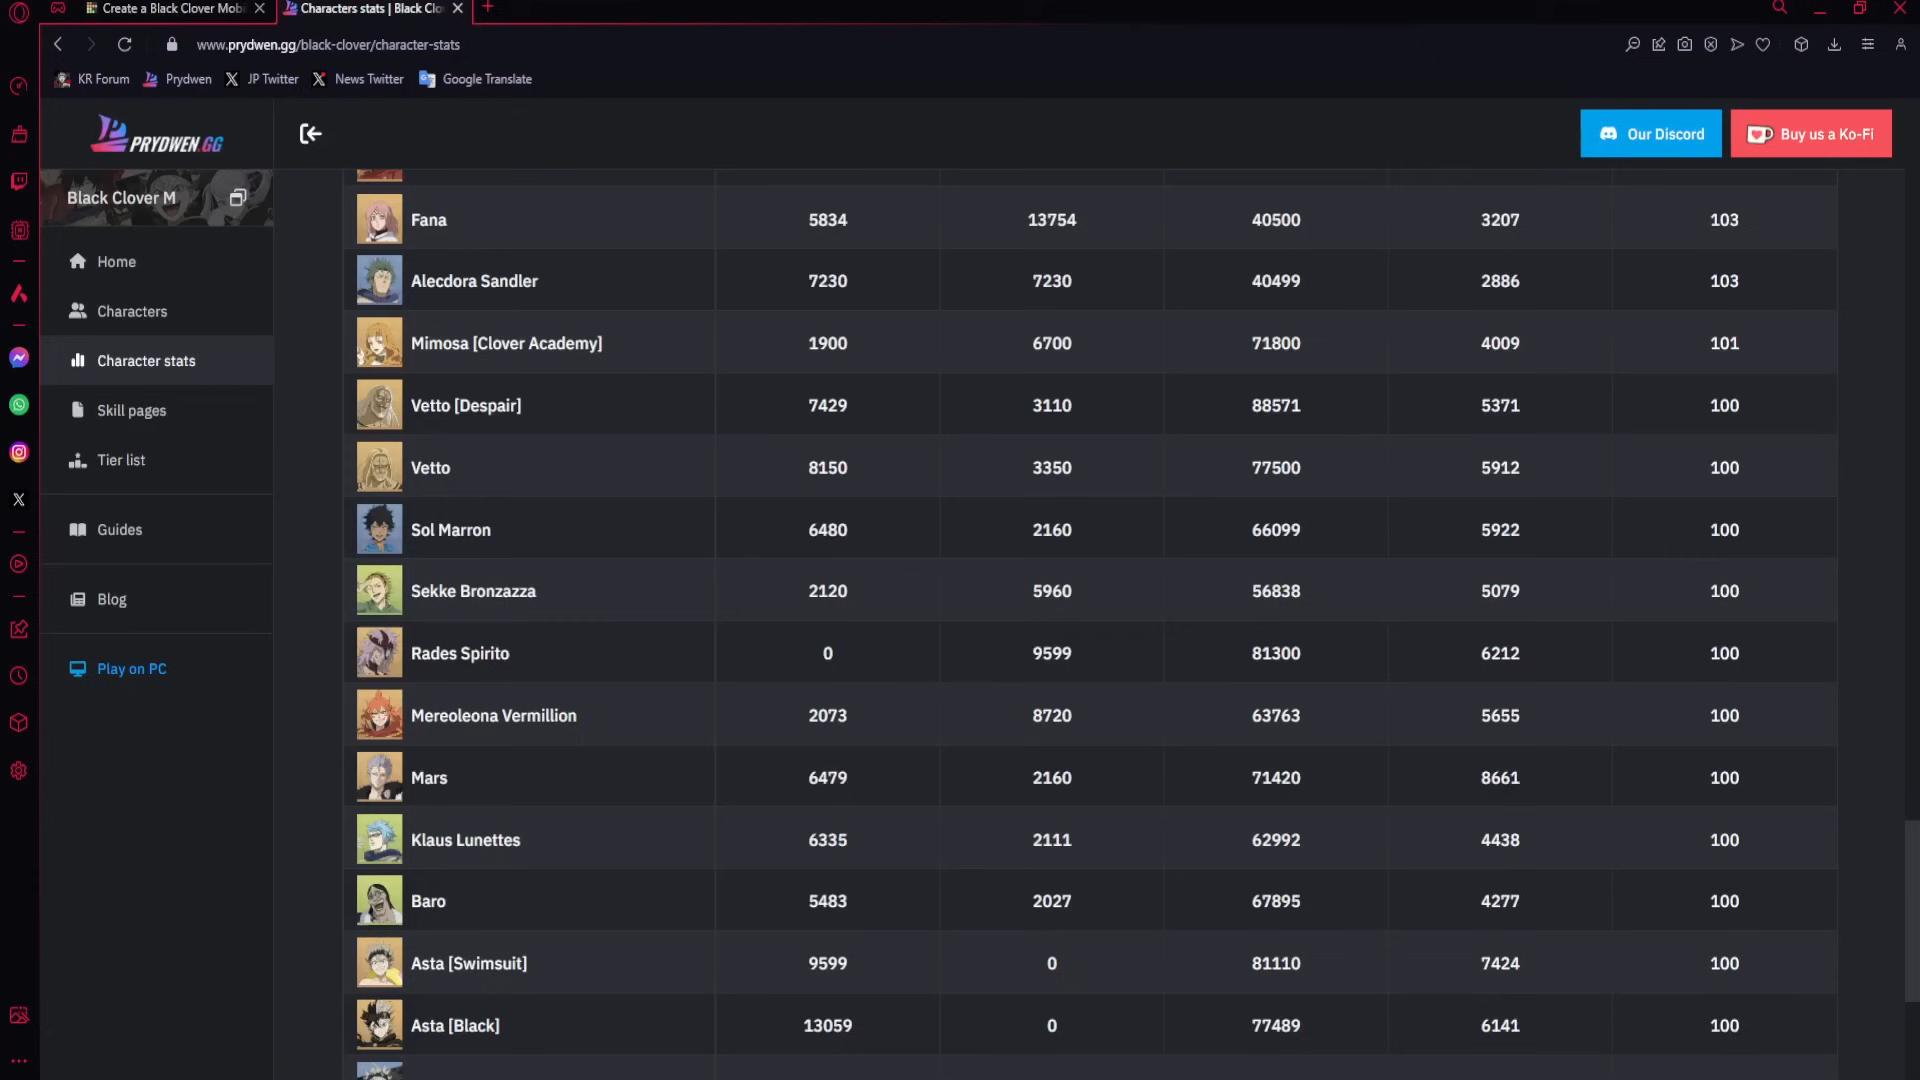 Create a Black Clover Mobi
Characters stats | Black Clo
www.prydwen.gg/black-clover/character-stats
KR Forum
Prydwen
JP Twitter
News Twitter
Google Translate
PRYDWEN.GG
Our Discord
Buy us a Ko-Fi
Black Clover M
Home
Characters
Character stats
Skill pages
Tier list
Guides
Blog
Play on PC
Fana 5834 13754 40500 3207 103
Alecdora Sandler 7230 7230 40499 2886 103
Mimosa [Clover Academy] 1900 6700 71800 4009 101
Vetto [Despair] 7429 3110 88571 5371 100
Vetto 8150 3350 77500 5912 100
Sol Marron 6480 2160 66099 5922 100
Sekke Bronzazza 2120 5960 56838 5079 100
Rades Spirito 0 9599 81300 6212 100
Mereoleona Vermillion 2073 8720 63763 5655 100
Mars 6479 2160 71420 8661 100
Klaus Lunettes 6335 2111 62992 4438 100
Baro 5483 2027 67895 4277 100
Asta [Swimsuit] 9599 0 81110 7424 100
Asta [Black] 13059 0 77489 6141 100